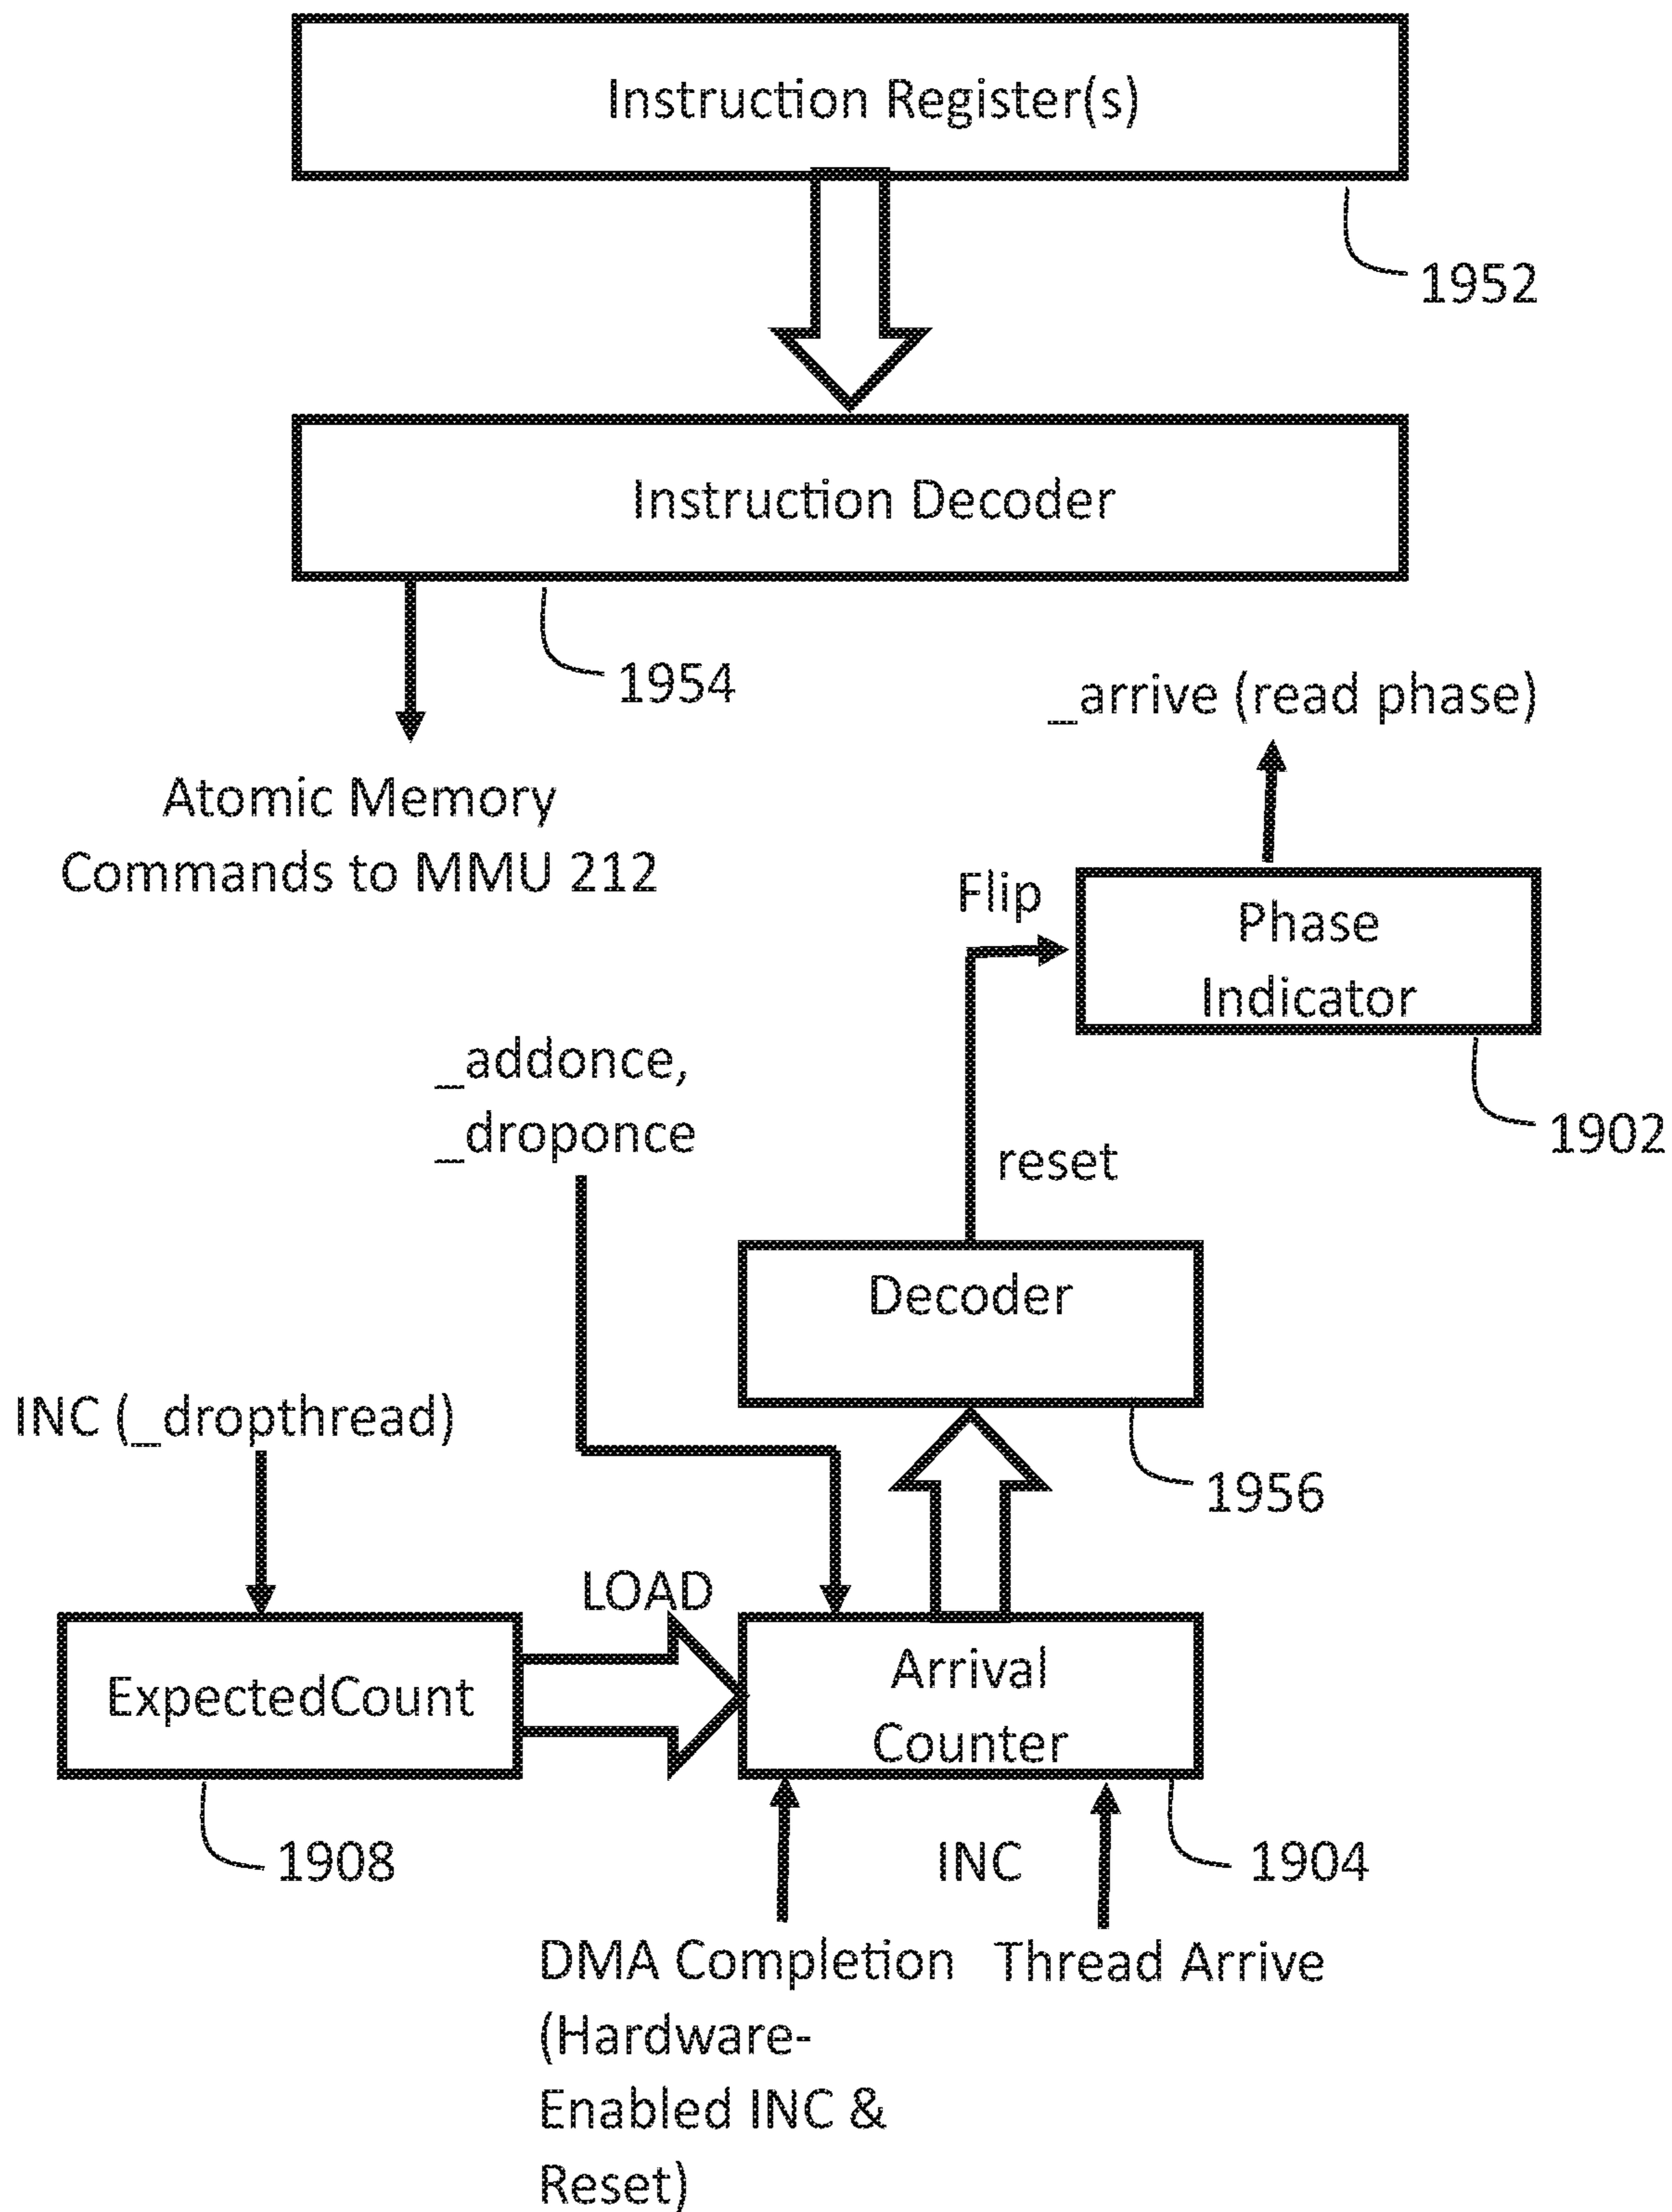 Instruction Register(s)
1952
Instruction Decoder
1954
_arrive (read phase)
Atomic Memory
Commands to MMU 212
Flip
Phase
Indicator
1902
_addonce,
_droponce
reset
Decoder
INC (_dropthread)
1956
LOAD
ExpectedCount
Arrival
Counter
1908
INC
1904
DMA Completion
(Hardware-
Enabled INC &
Reset)
Thread Arrive